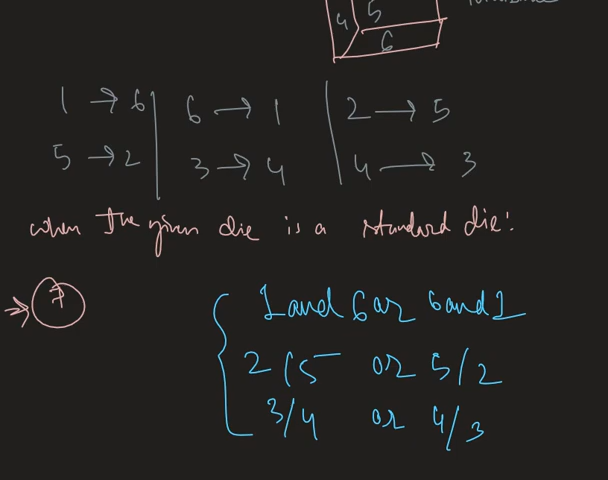 4 5
6
1 → 6 | 6 → 1 | 2 → 5
5 → 2 | 3 → 4 | 4 → 3
when the given die is a standard die:
⇒ 7
1 and 6 or 6 and 1
2/5 or 5/2
3/4 or 4/3